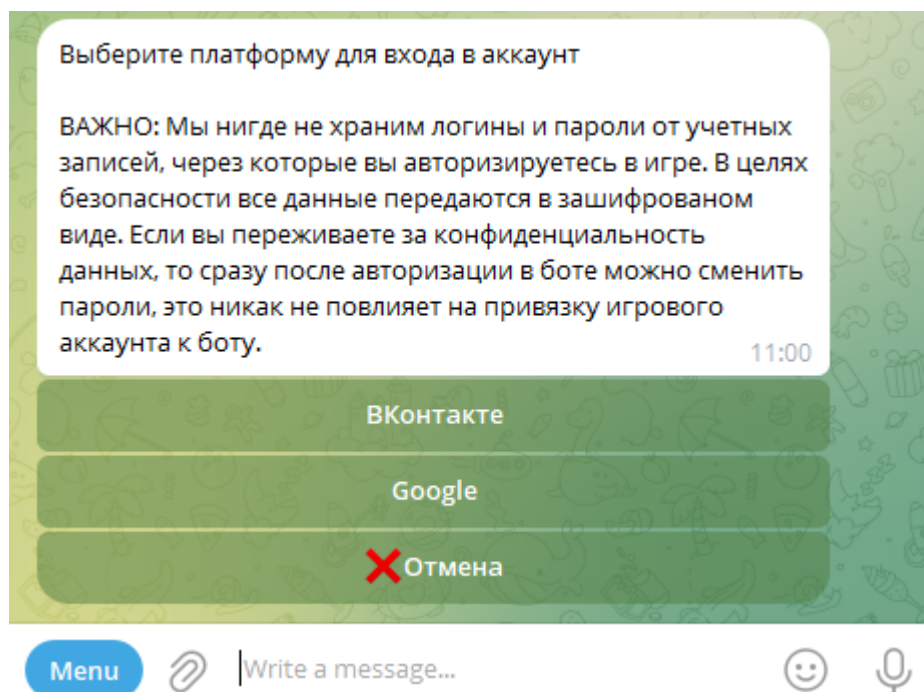 Выберите платформу для входа в аккаунт
ВАЖНО: Мы нигде не храним логины и пароли от учетных
записей, через которые вы авторизируетесь в игре. В целях
безопасности все данные передаются в зашифрованом
виде. Если вы переживаете за конфиденциальность
данных, то сразу после авторизации в боте можно сменить
пароли, это никак не повлияет на привязку игрового
аккаунта к боту.
11:00
ВКонтакте
Google
❌Отмена
Menu
Write a message...